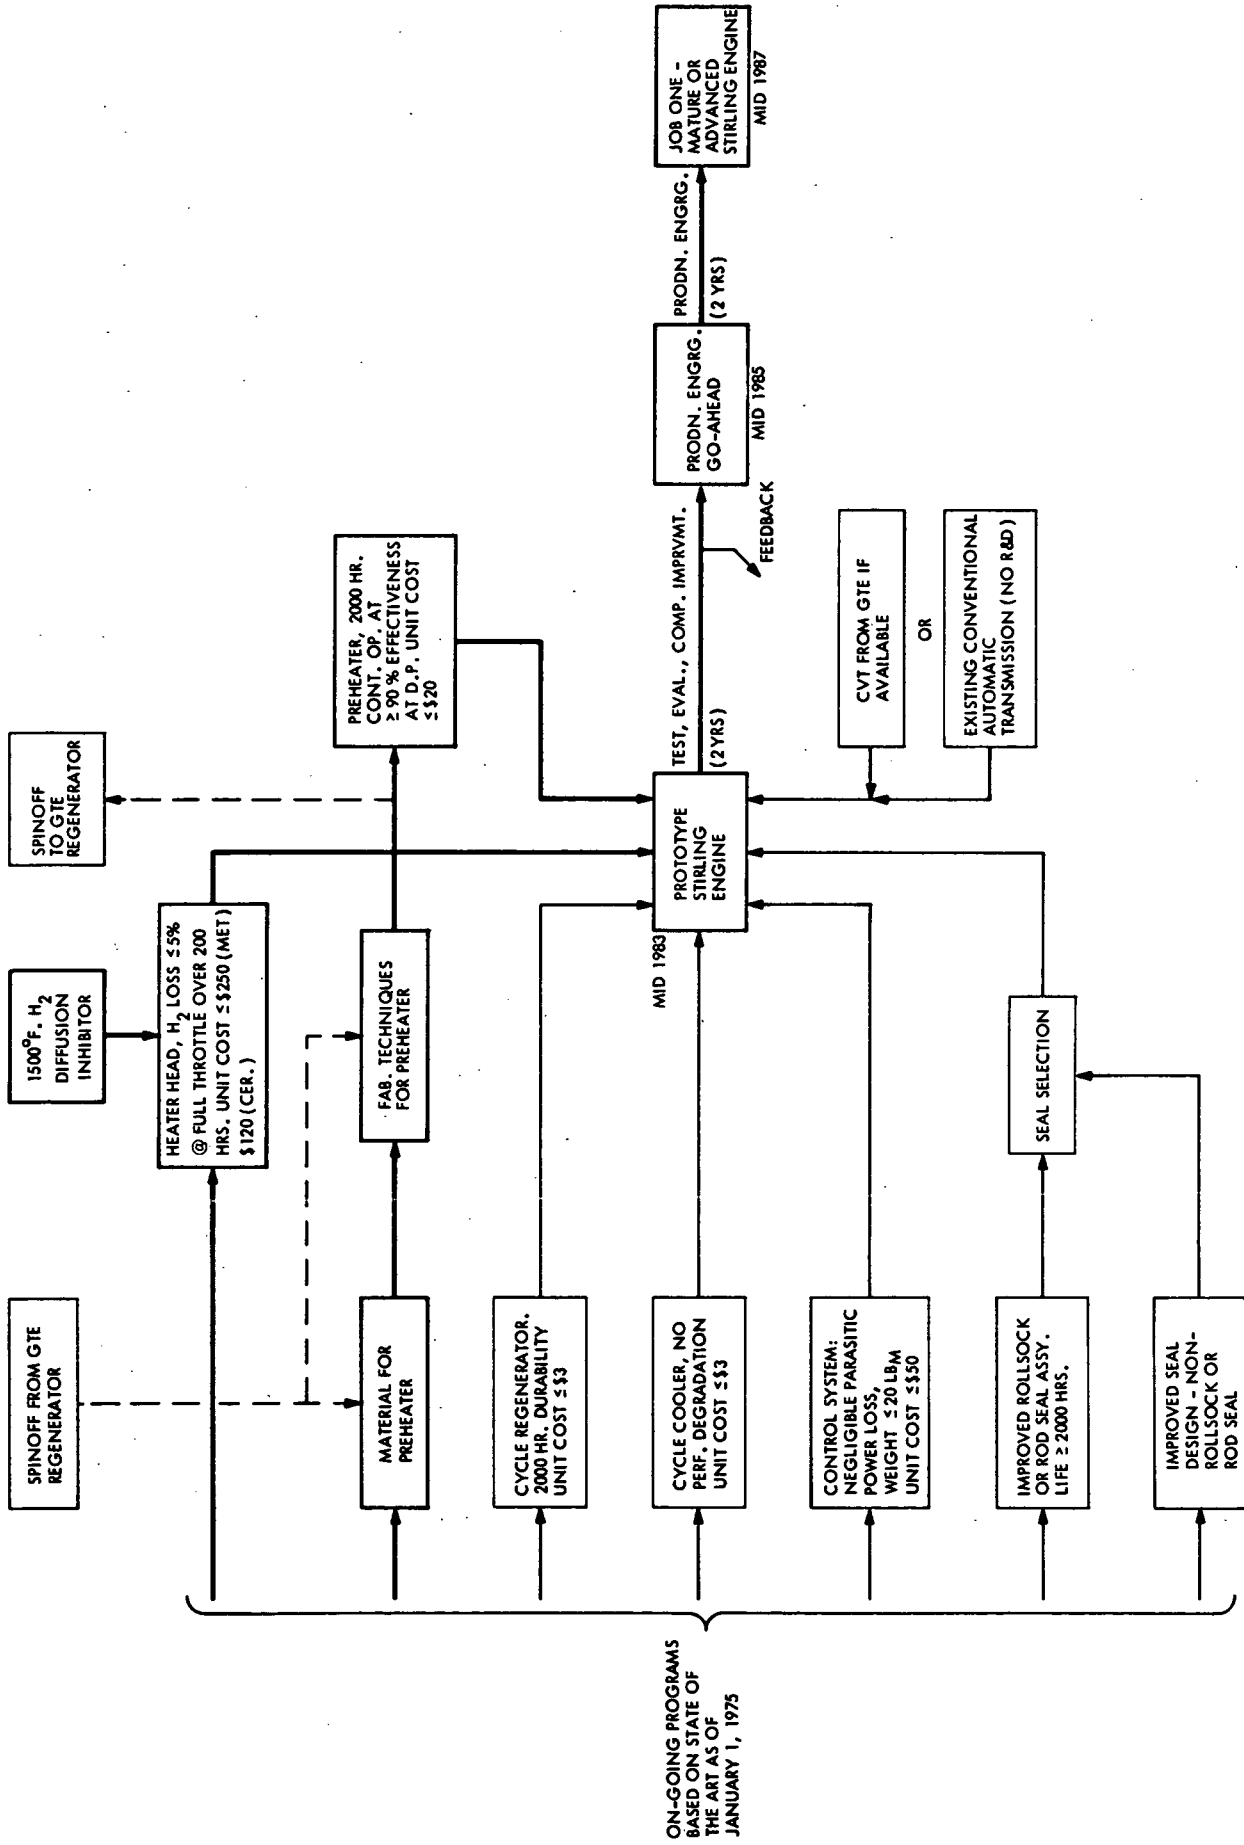 ON-GOING PROGRAMS
BASED ON STATE OF
THE ART AS OF
JANUARY 1, 1975
SPINOFF FROM GTE
REGENERATOR
1500°F. H2
DIFFUSION
INHIBITOR
SPINOFF
TO GTE
REGENERATOR
HEATER HEAD, H2 LOSS ≤5%
@ FULL THROTTLE OVER 200
HRS. UNIT COST ≤$250 (MET)
$120 (CER.)
MATERIAL FOR
PREHEATER
FAB. TECHNIQUES
FOR PREHEATER
PREHEATER, 2000 HR.
CONT. OP. AT
≥ 90 % EFFECTIVENESS
AT D.P. UNIT COST
≤$20
CYCLE REGENERATOR.
2000 HR. DURABILITY
UNIT COST ≤$3
CYCLE COOLER, NO
PERF. DEGRADATION
UNIT COST ≤$3
CONTROL SYSTEM:
NEGLIGIBLE PARASITIC
POWER LOSS,
WEIGHT ≤ 20 LBM
UNIT COST ≤$50
IMPROVED ROLLSOCK
OR ROD SEAL ASSY.
LIFE ≥ 2000 HRS.
IMPROVED SEAL
DESIGN - NON-
ROLLSOCK OR
ROD SEAL
SEAL SELECTION
MID 1983
PROTOTYPE
STIRLING
ENGINE
TEST, EVAL., COMP. IMPRVMT.
(2 YRS)
FEEDBACK
CVT FROM GTE IF
AVAILABLE
OR
EXISTING CONVENTIONAL
AUTOMATIC
TRANSMISSION (NO R&D)
PRODN. ENGRG.
GO-AHEAD
MID 1985
PRODN. ENGRG.
(2 YRS)
JOB ONE -
MATURE OR
ADVANCED
STIRLING ENGINE
MID 1987